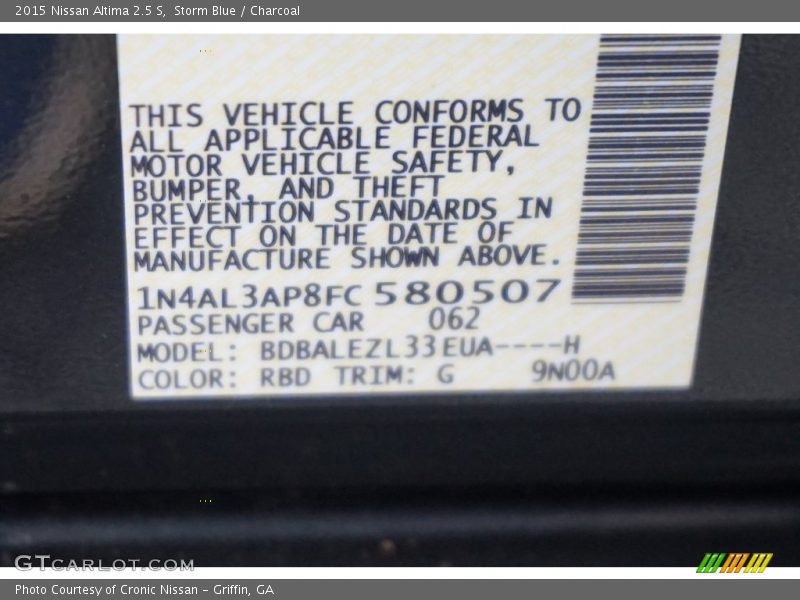 2015 Nissan Altima 2.5 S, Storm Blue / Charcoal
THIS VEHICLE CONFORMS TO
ALL APPLICABLE FEDERAL
MOTOR VEHICLE SAFETY,
BUMPER, AND THEFT
PREVENTION STANDARDS IN
EFFECT ON THE DATE OF
MANUFACTURE SHOWN ABOVE.
1N4AL3AP8FC580507
PASSENGER CAR 062
MODEL: BDBALEZL33EUA----H
COLOR: RBD TRIM: G 9N00A
GTCARLOT.COM
Photo Courtesy of Cronic Nissan – Griffin, GA